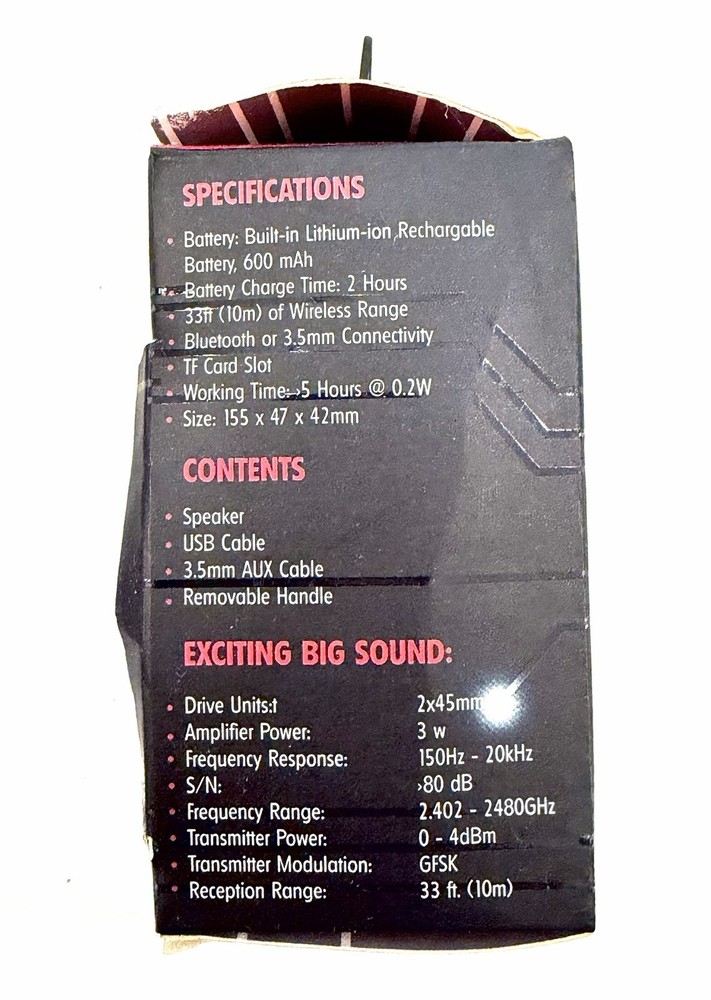 SPECIFICATIONS
• Battery: Built-in Lithium-ion,Rechargable
Battery, 600 mAh
• Battery Charge Time: 2 Hours
• 33ft (10m) of Wireless Range
• Bluetooth or 3.5mm Connectivity
• TF Card Slot
• Working Time:›5 Hours @ 0.2W
• Size: 155 x 47 x 42mm
CONTENTS
• Speaker
• USB Cable
• 3.5mm AUX Cable
• Removable Handle
EXCITING BIG SOUND:
• Drive Units:t 2x45mm
• Amplifier Power: 3 w
• Frequency Response: 150Hz - 20kHz
• S/N: ›80 dB
• Frequency Range: 2.402 - 2480GHz
• Transmitter Power: 0 - 4dBm
• Transmitter Modulation: GFSK
• Reception Range: 33 ft. (10m)